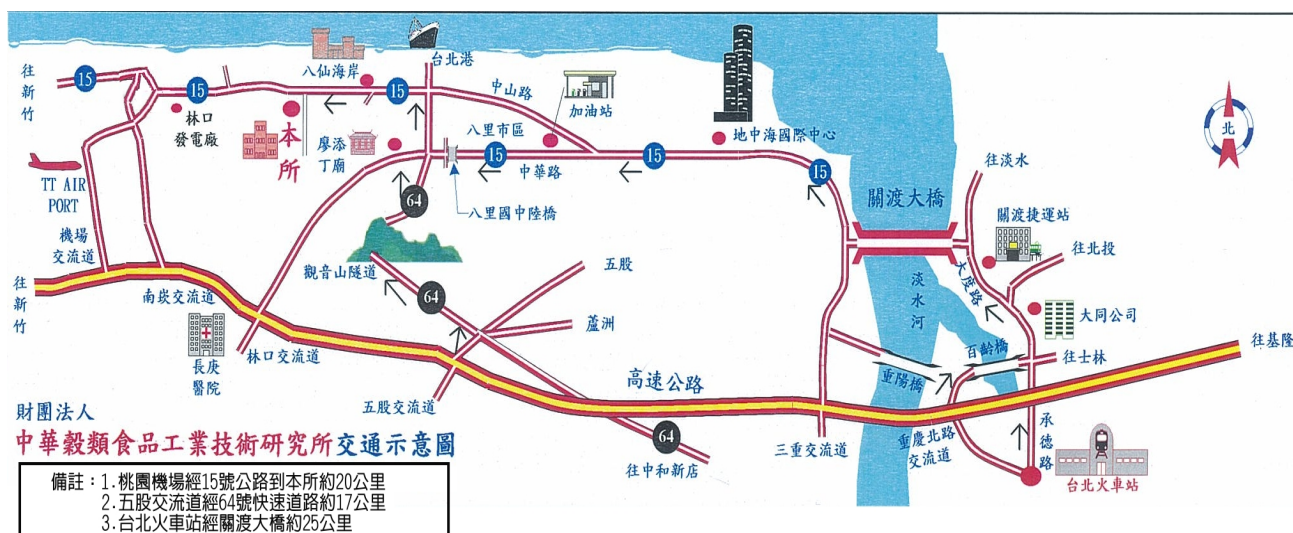 台北港
八仙海岸
往新竹
15
15
15
中山路
加油站
林口
發電廠
本所
廖添
丁廟
八里市區
15
中華路
15
地中海國際中心
15
北
往淡水
TT AIR
PORT
64
八里國中陸橋
關渡大橋
關渡捷運站
機場
交流道
觀音山隧道
五股
往北投
大度路
淡水河
往新竹
南崁交流道
64
蘆洲
大同公司
長庚
醫院
林口交流道
百齡橋
往士林
往基隆
重陽橋
高速公路
五股交流道
64
往中和新店
三重交流道
重慶北路
交流道
承德路
台北火車站
財團法人
中華穀類食品工業技術研究所交通示意圖
備註：1.桃園機場經15號公路到本所約20公里
2.五股交流道經64號快速道路約17公里
3.台北火車站經關渡大橋約25公里